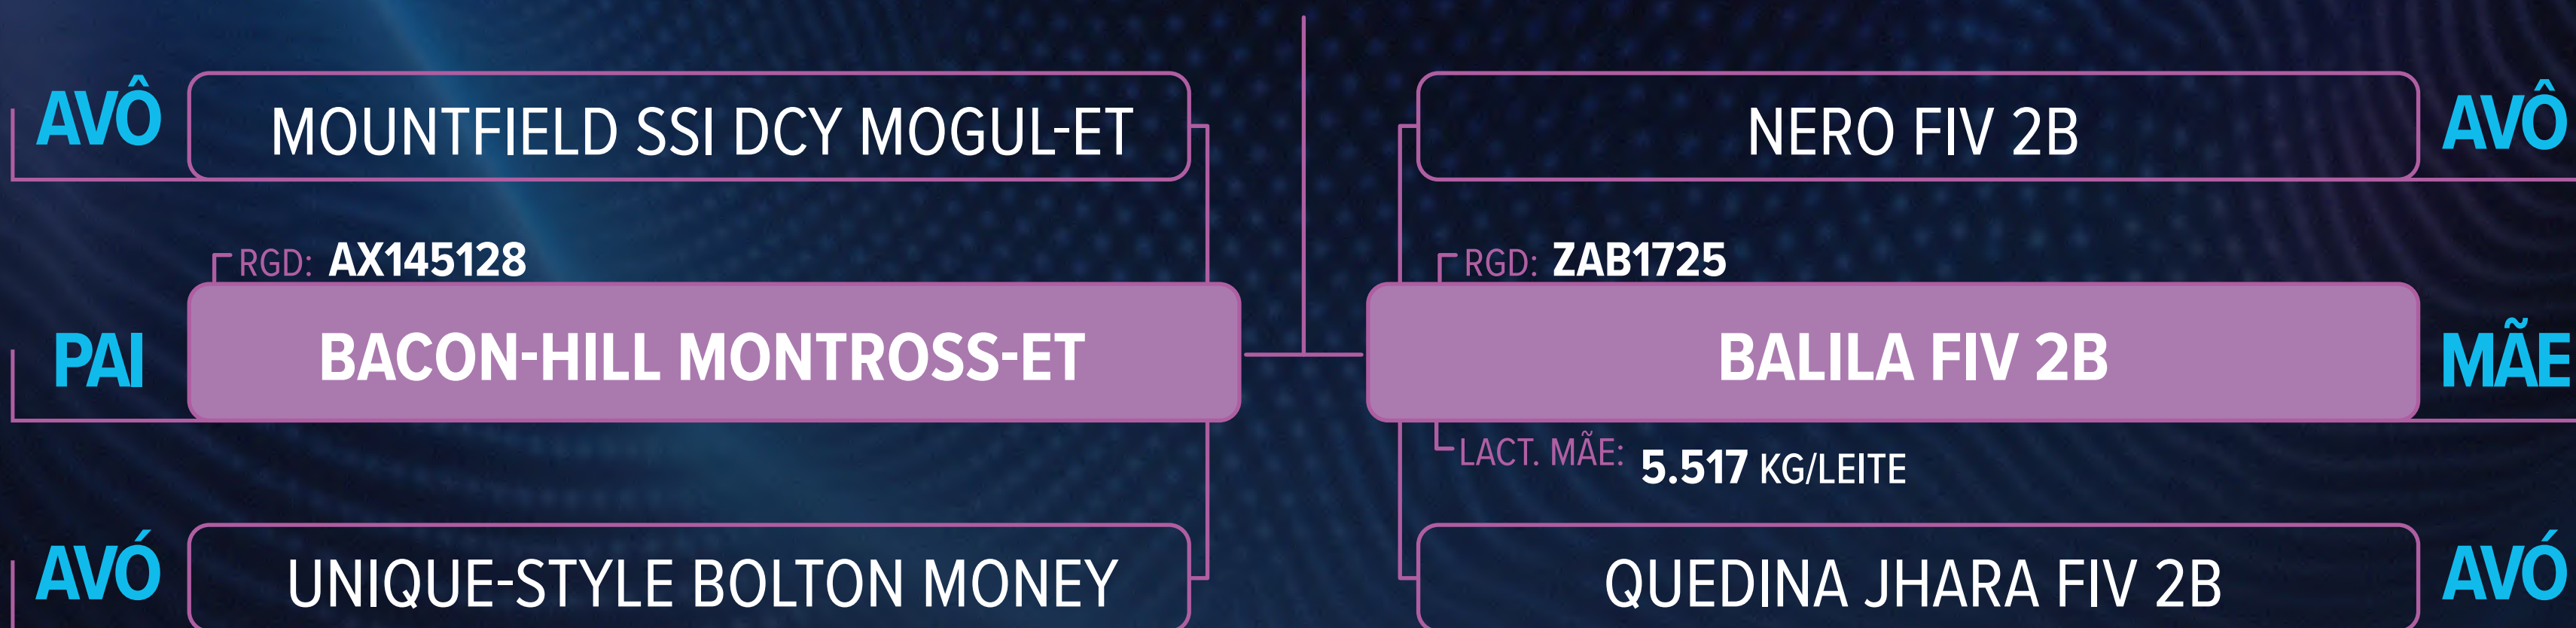 AVÔ MOUNTFIELD SSI DCY MOGUL-ET
RGD: AX145128
PAI BACON-HILL MONTROSS-ET
AVÓ UNIQUE-STYLE BOLTON MONEY
NERO FIV 2B AVÔ
RGD: ZAB1725
BALILA FIV 2B MÃE
LACT. MÃE: 5.517 KG/LEITE
QUEDINA JHARA FIV 2B AVÓ